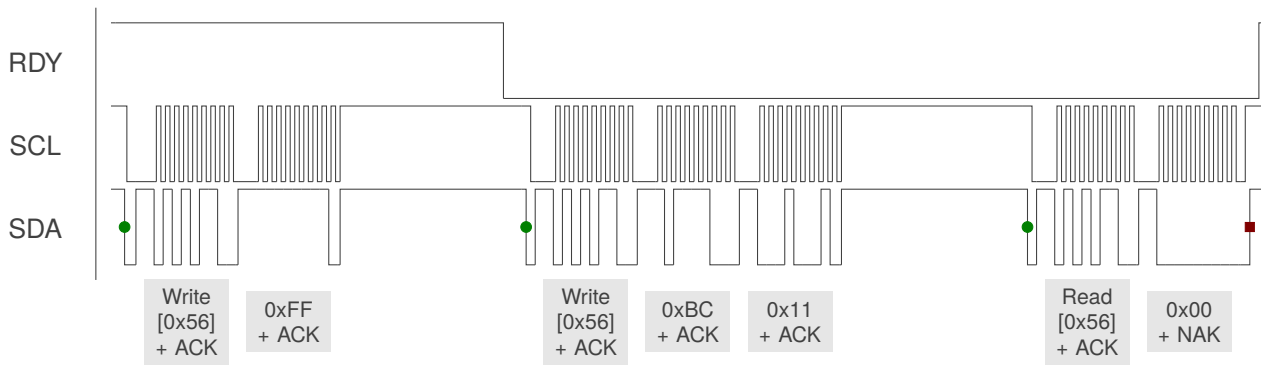 RDY
SCL
SDA
Write
[0x56]
+ ACK
0xFF
+ ACK
Write
[0x56]
+ ACK
0xBC
+ ACK
0x11
+ ACK
Read
[0x56]
+ ACK
0x00
+ NAK